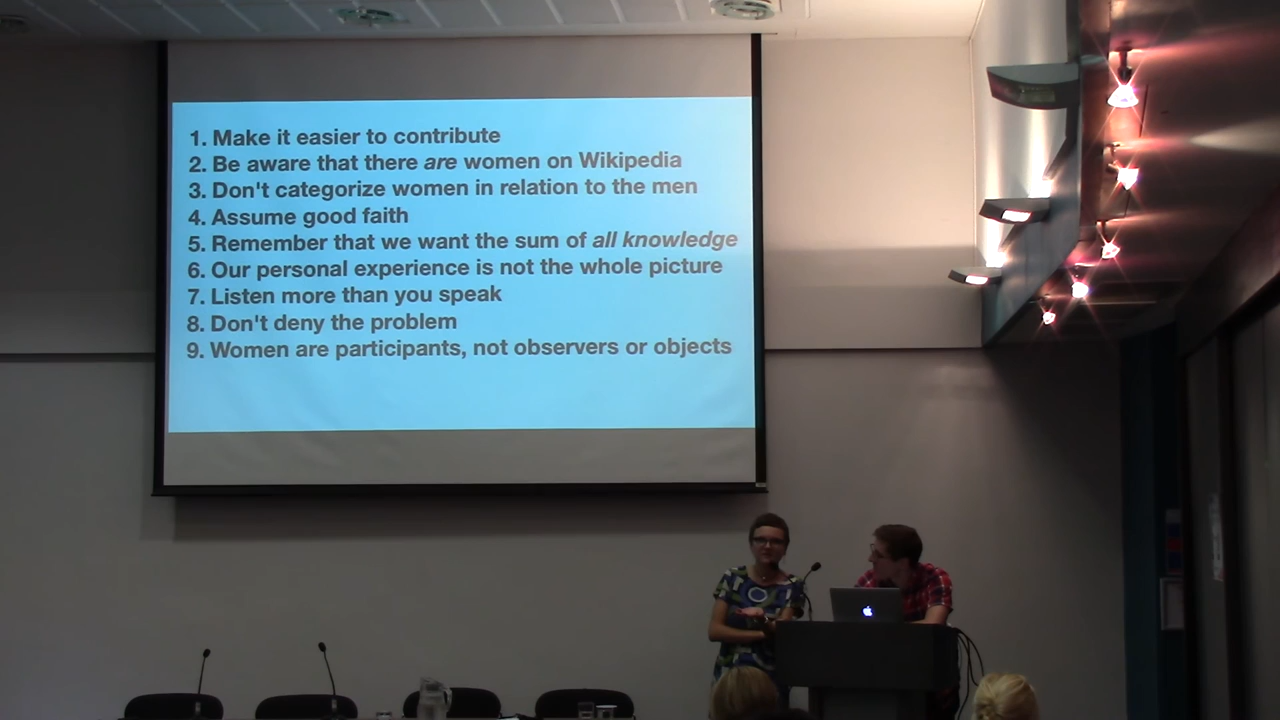 1. Make it easier to contribute
2. Be aware that there are women on Wikipedia
3. Don't categorize women in relation to the men
4. Assume good faith
5. Remember that we want the sum of all knowledge
6. Our personal experience is not the whole picture
7. Listen more than you speak
8. Don't deny the problem
9. Women are participants, not observers or objects